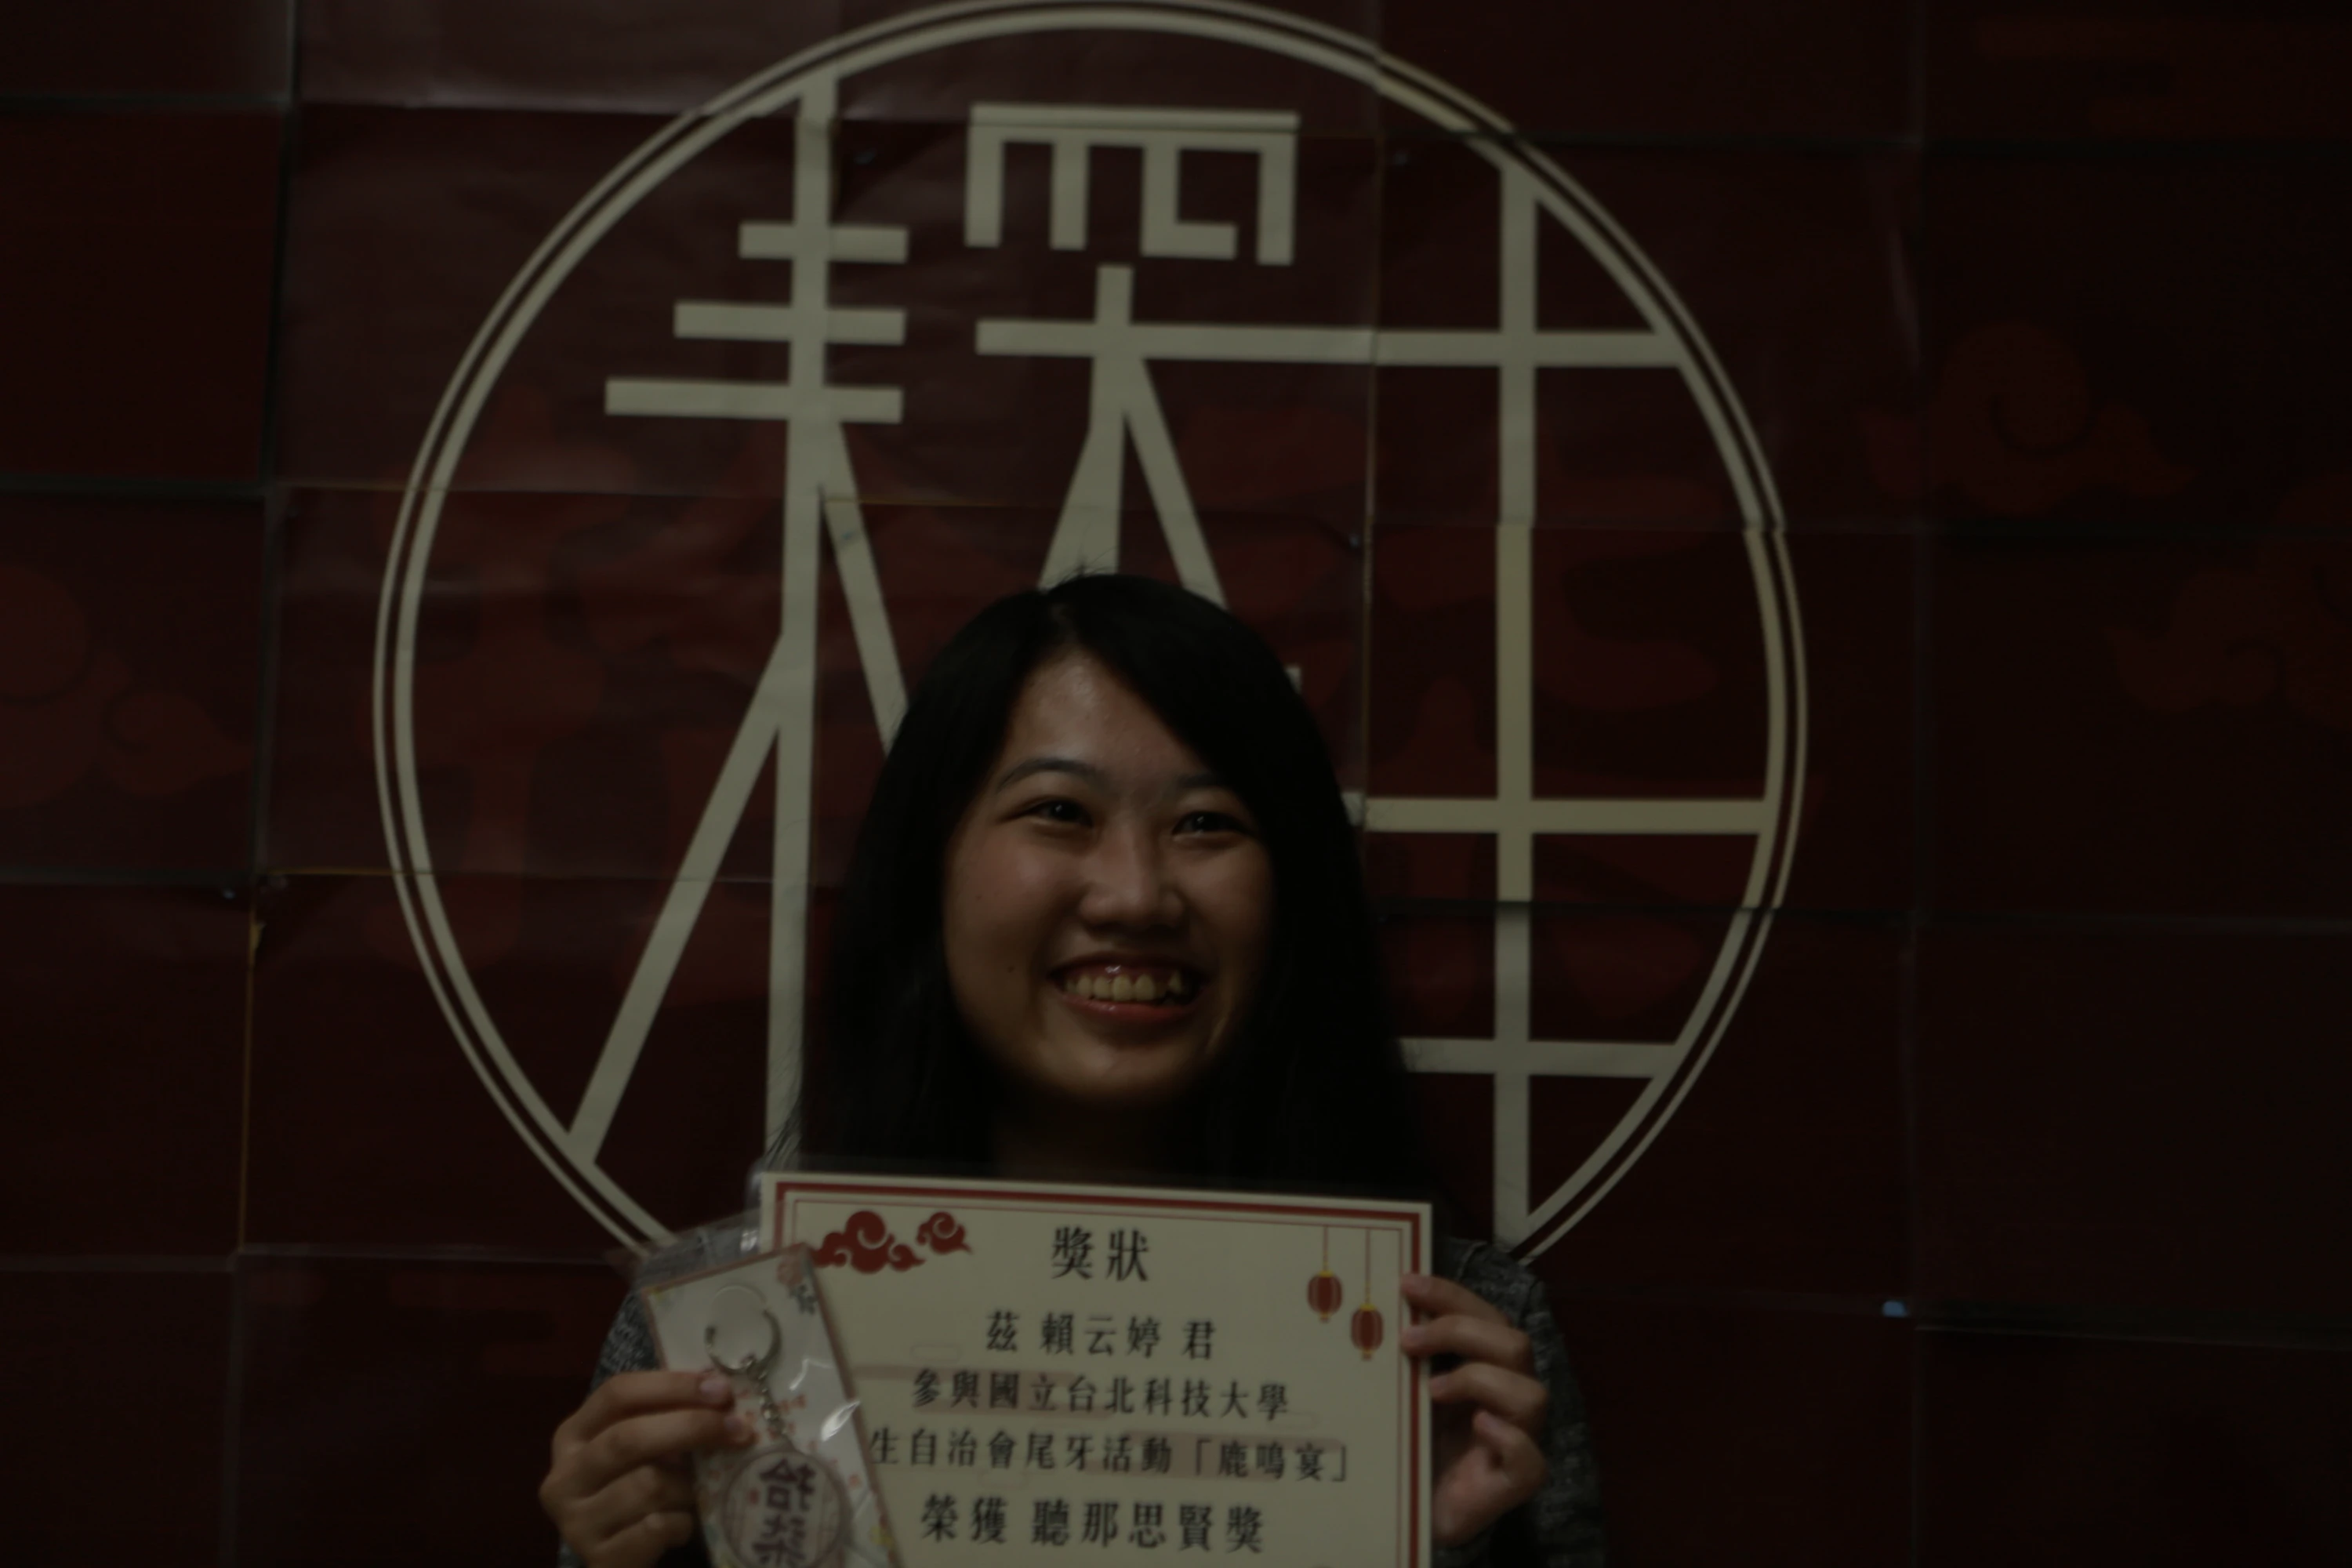 獎狀
茲 賴云婷 君
參與國立台北科技大學
生自治會尾牙活動「鹿鳴宴」
榮獲 聽那思賢獎